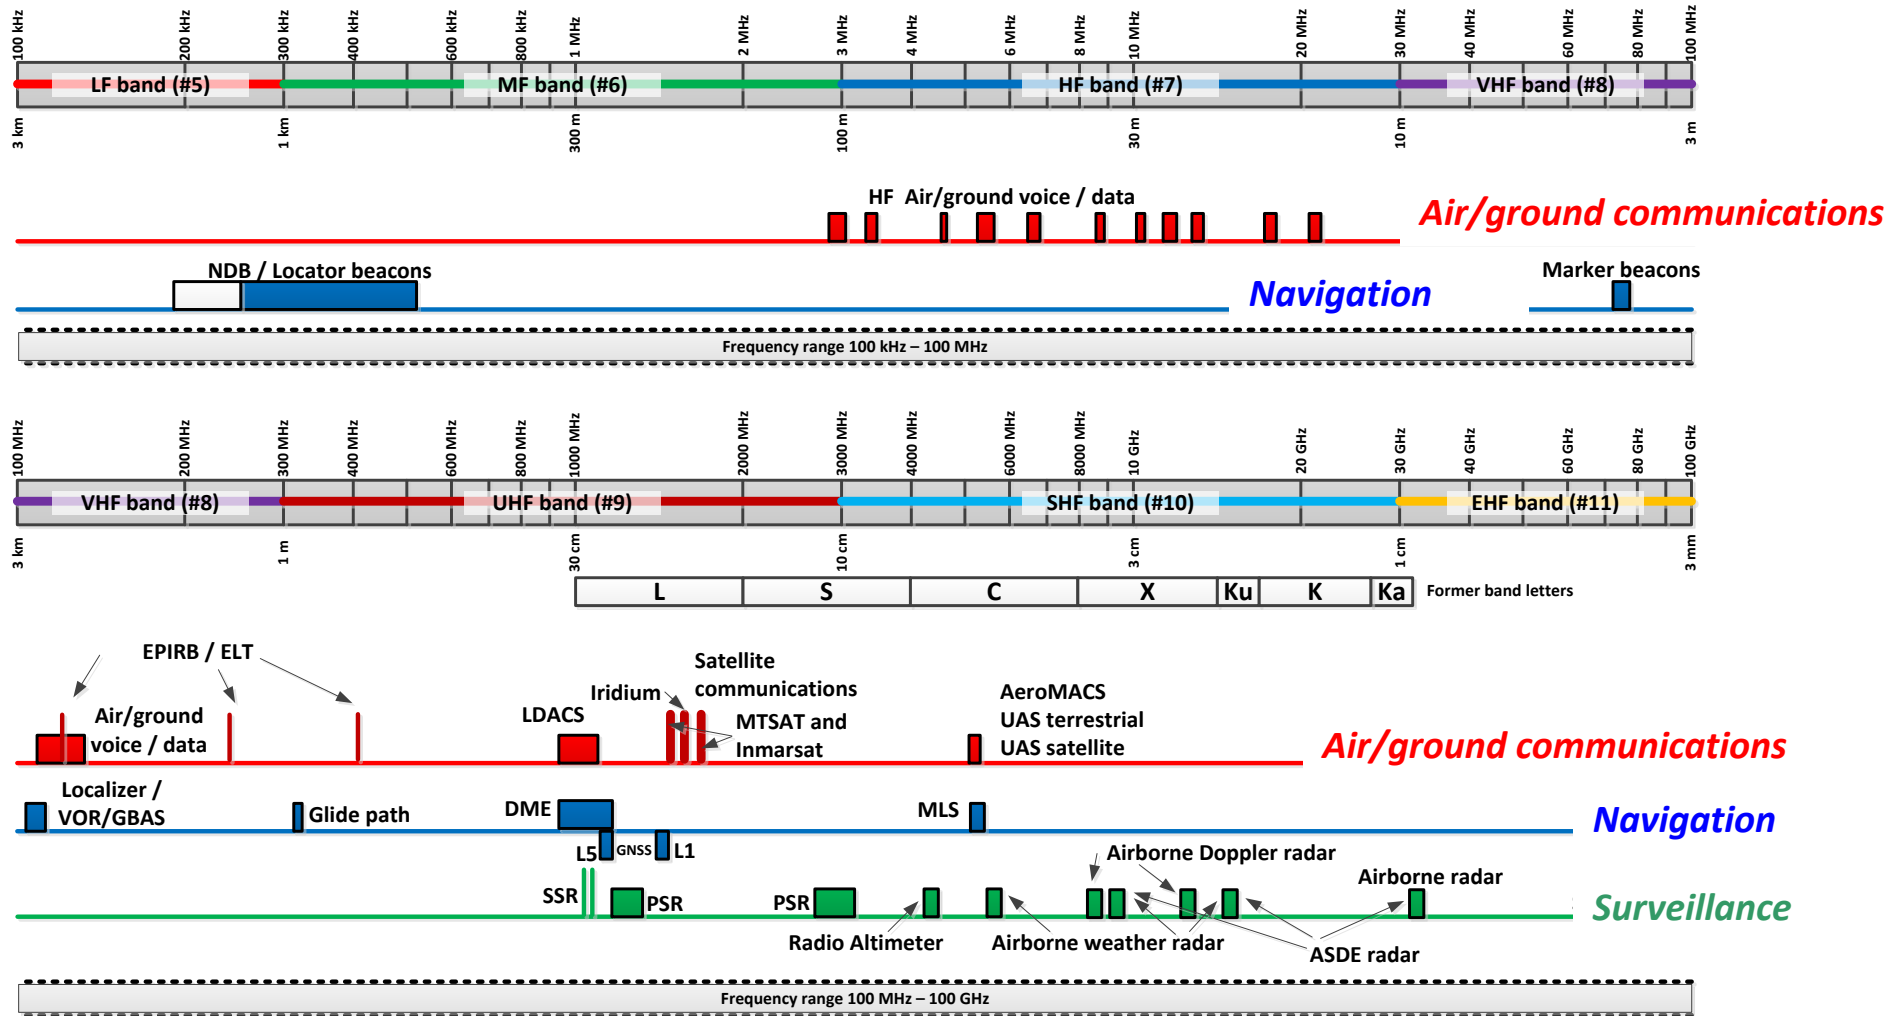 100 kHz
200 kHz
300 kHz
400 kHz
600 kHz
800 kHz
1 MHz
2 MHz
3 MHz
4 MHz
6 MHz
8 MHz
10 MHz
20 MHz
30 MHz
40 MHz
60 MHz
80 MHz
100 MHz
LF band (#5)
MF band (#6)
HF band (#7)
VHF band (#8)
3 km
1 km
300 m
100 m
30 m
10 m
3 m
HF Air/ground voice / data
Air/ground communications
NDB / Locator beacons
Navigation
Marker beacons
Frequency range 100 kHz – 100 MHz
100 MHz
200 MHz
300 MHz
400 MHz
600 MHz
800 MHz
1000 MHz
2000 MHz
3000 MHz
4000 MHz
6000 MHz
8000 MHz
10 GHz
20 GHz
30 GHz
40 GHz
60 GHz
80 GHz
100 GHz
VHF band (#8)
UHF band (#9)
SHF band (#10)
EHF band (#11)
3 km
1 m
30 cm
10 cm
3 cm
1 cm
3 mm
L
S
C
X
Ku
K
Ka
Former band letters
EPIRB / ELT
Air/ground
voice / data
LDACS
Iridium
Satellite
communications
MTSAT and
Inmarsat
AeroMACS
UAS terrestrial
UAS satellite
Air/ground communications
Localizer /
VOR/GBAS
Glide path
DME
L5
GNSS
L1
MLS
Navigation
SSR
PSR
PSR
Radio Altimeter
Airborne weather radar
Airborne Doppler radar
Airborne radar
ASDE radar
Surveillance
Frequency range 100 MHz – 100 GHz